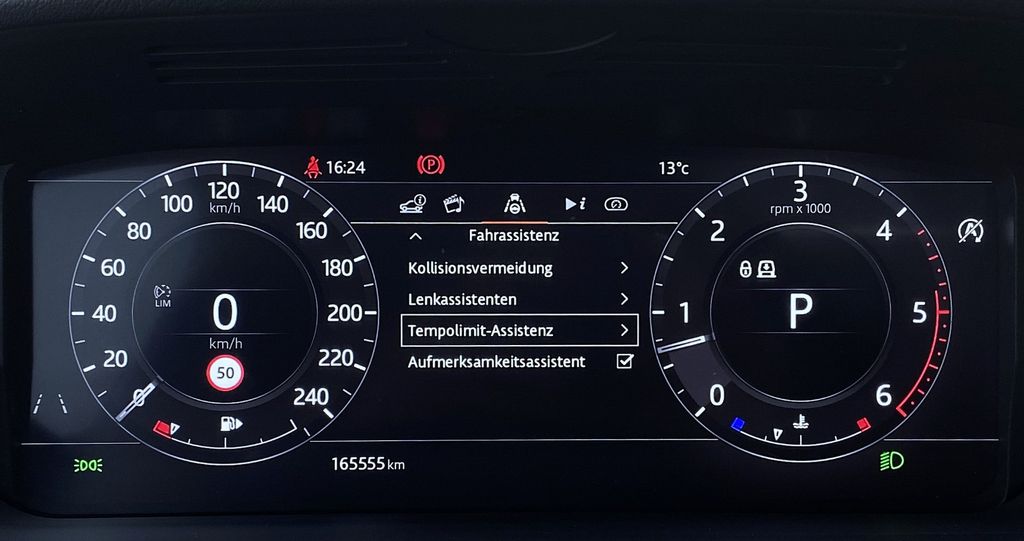 16:24
13°c
100 120 140
km/h
80 160
60 180
40 200
20 220
0 240
LIM
0
km/h
50
Fahrassistenz
Kollisionsvermeidung
Lenkassistenten
Tempolimit-Assistenz
Aufmerksamkeitsassistent
3
rpm x 1000
2 4
1 5
0 6
P
165555 km